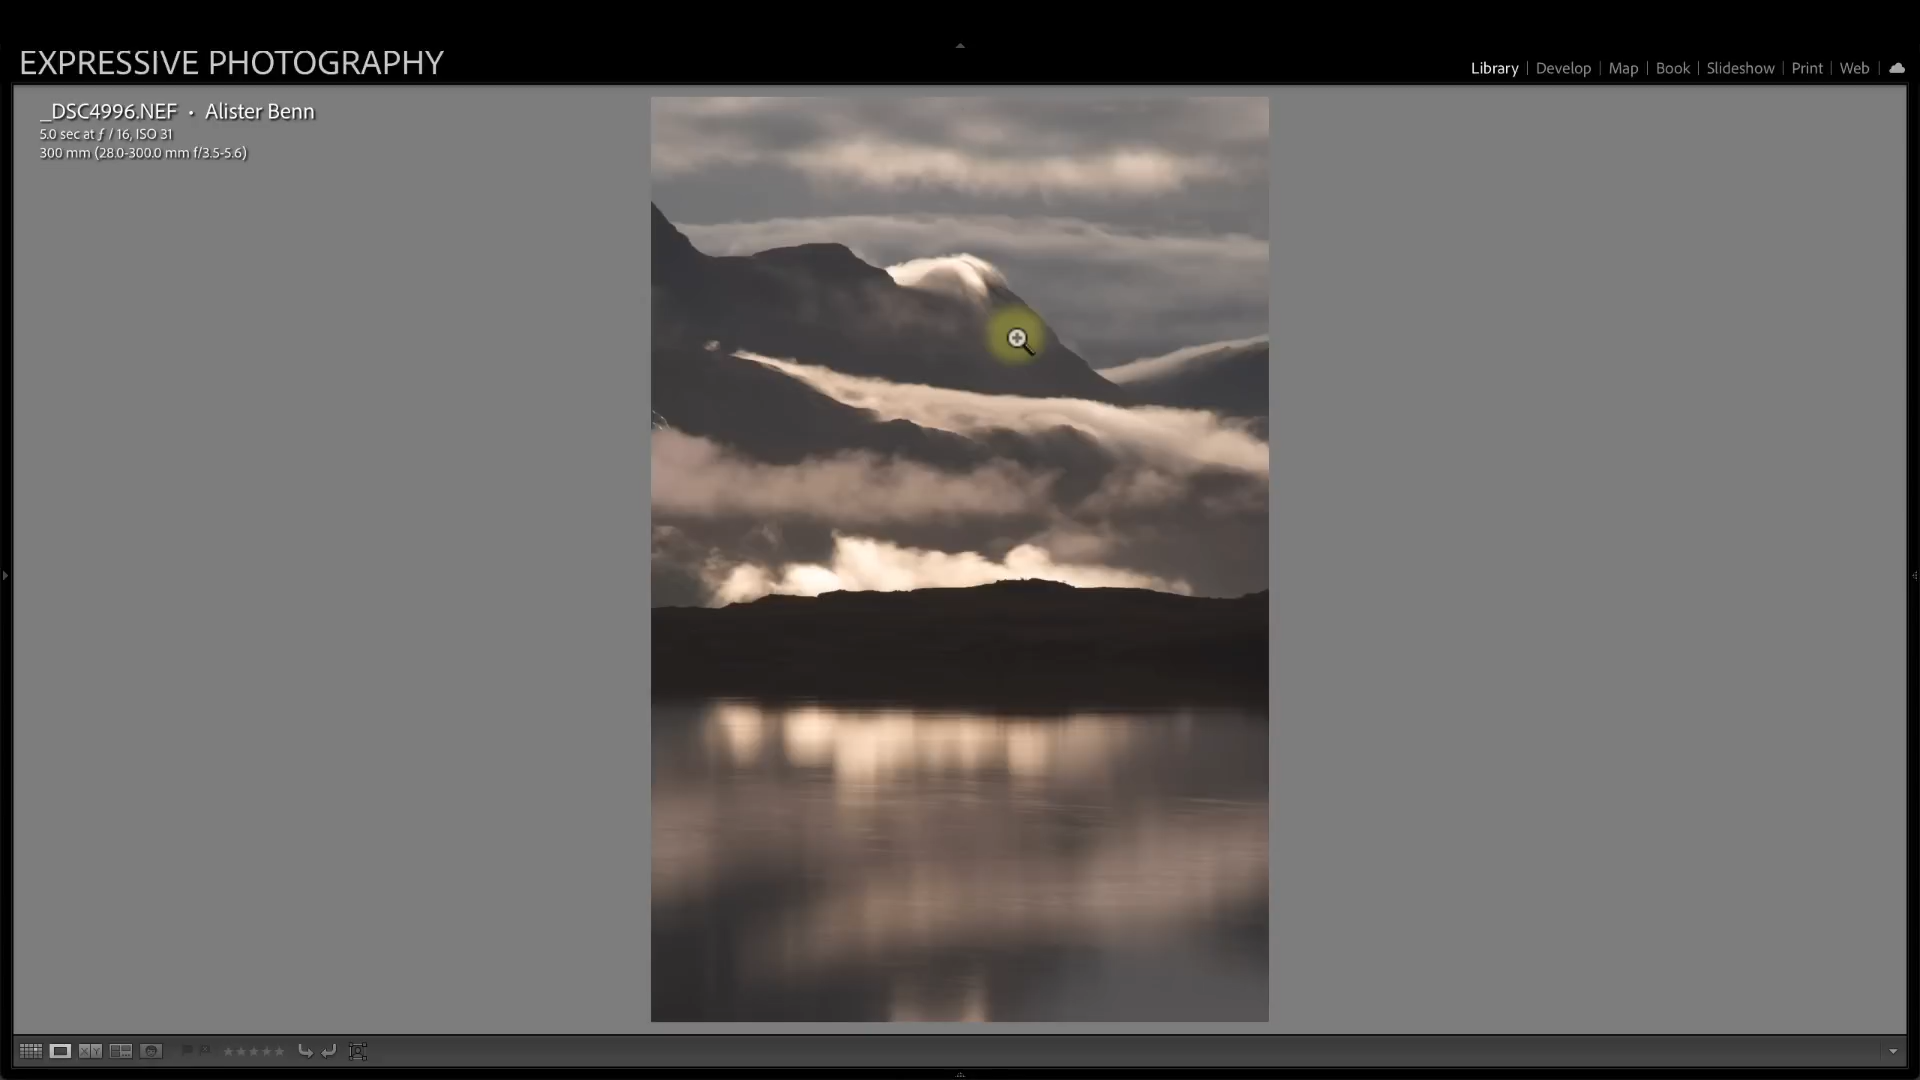 EXPRESSIVE PHOTOGRAPHY
Library | Develop | Map | Book | Slideshow | Print | Web |
_DSC4996.NEF • Alister Benn
5.0 sec at ƒ / 16, ISO 31
300 mm (28.0-300.0 mm f/3.5-5.6)
XY